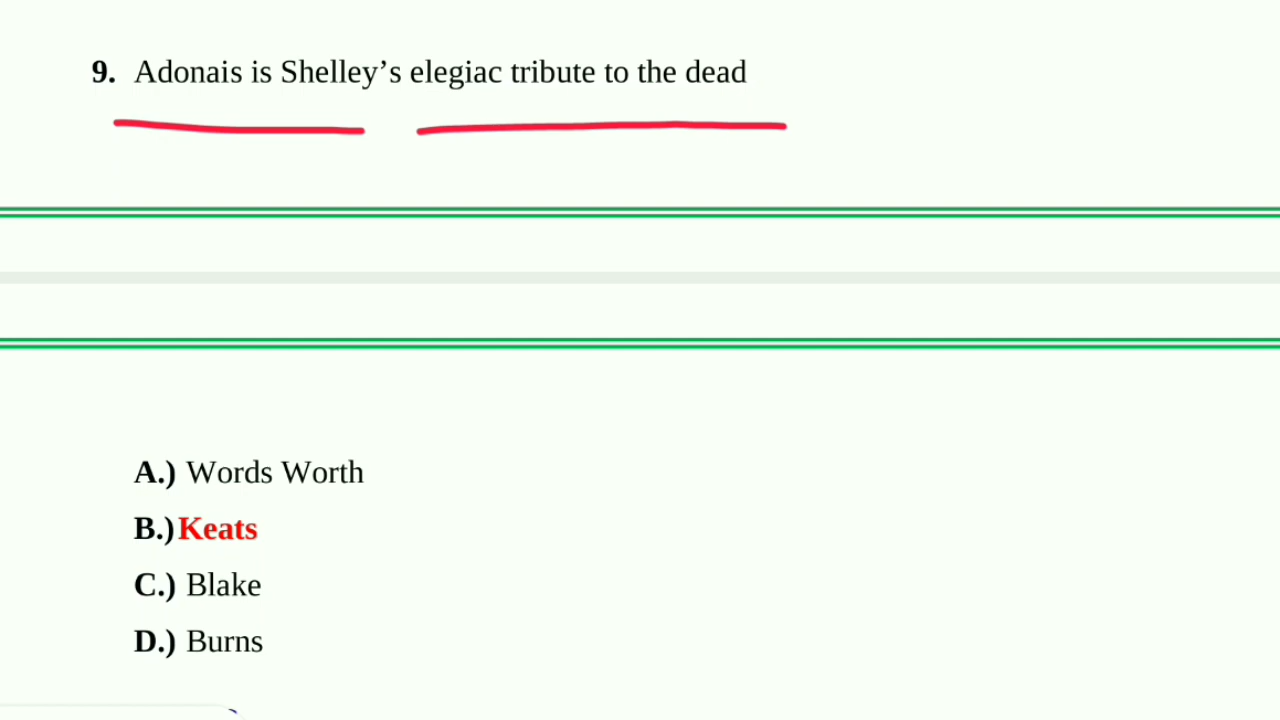 9. Adonais is Shelley’s elegiac tribute to the dead
A.) Words Worth
B.) Keats
C.) Blake
D.) Burns